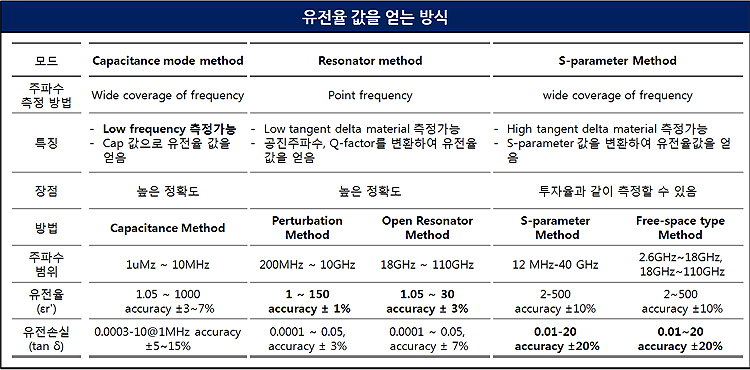 유전율 값을 얻는 방식
모드 Capacitance mode method Resonator method S-parameter Method
주파수
측정 방법 Wide coverage of frequency Point frequency wide coverage of frequency
특징
- Low frequency 측정가능
- Cap 값으로 유전율 값을
얻음
- Low tangent delta material 측정가능
- 공진주파수, Q-factor를 변환하여 유전율
값을 얻음
- High tangent delta material 측정가능
- S-parameter 값을 변환하여 유전율값을 얻
음
장점 높은 정확도 높은 정확도 투자율과 같이 측정할 수 있음
방법 Capacitance Method
Perturbation
Method
Open Resonator
Method
S-parameter
Method
Free-space type
Method
주파수
범위
1uMz ~ 10MHz 200MHz ~ 10GHz 18GHz ~ 110GHz 12 MHz-40 GHz
2.6GHz~18GHz,
18GHz~110GHz
유전율
(εr')
1.05 ~ 1000
accuracy ±3~7%
1 ~ 150
accuracy ± 1%
1.05 ~ 30
accuracy ± 3%
2-500
accuracy ±10%
2~500
accuracy ±10%
유전손실
(tan δ)
0.0003-10@1MHz accuracy
±5~15%
0.0001 ~ 0.05,
accuracy ± 3%
0.0001 ~ 0.05,
accuracy ± 7%
0.01-20
accuracy ±20%
0.01~20
accuracy ±20%